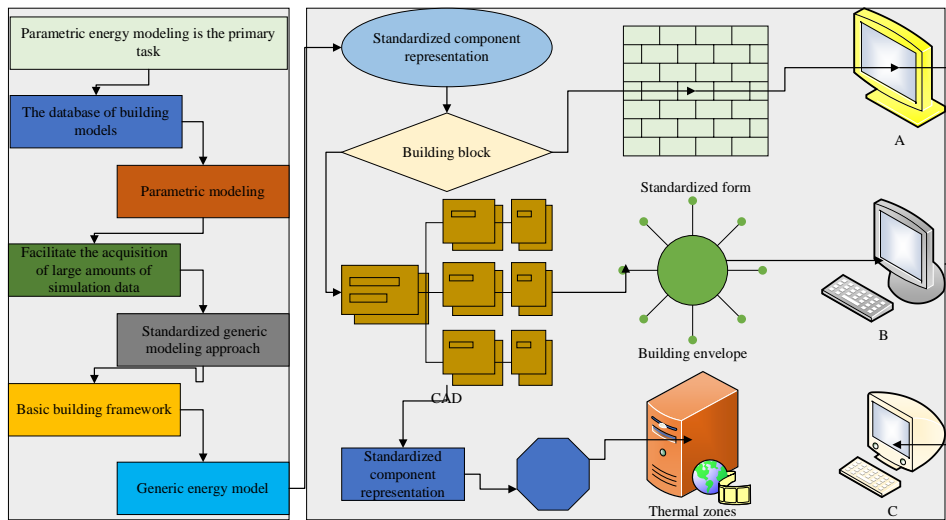 Parametric energy modeling is the primary
task
The database of building
models
Parametric modeling
Facilitate the acquisition
of large amounts of
simulation data
Standardized generic
modeling approach
Basic building framework
Generic energy model
Standardized component
representation
Building block
A
Standardized form
B
Building envelope
CAD
Standardized
component
representation
Thermal zones
C